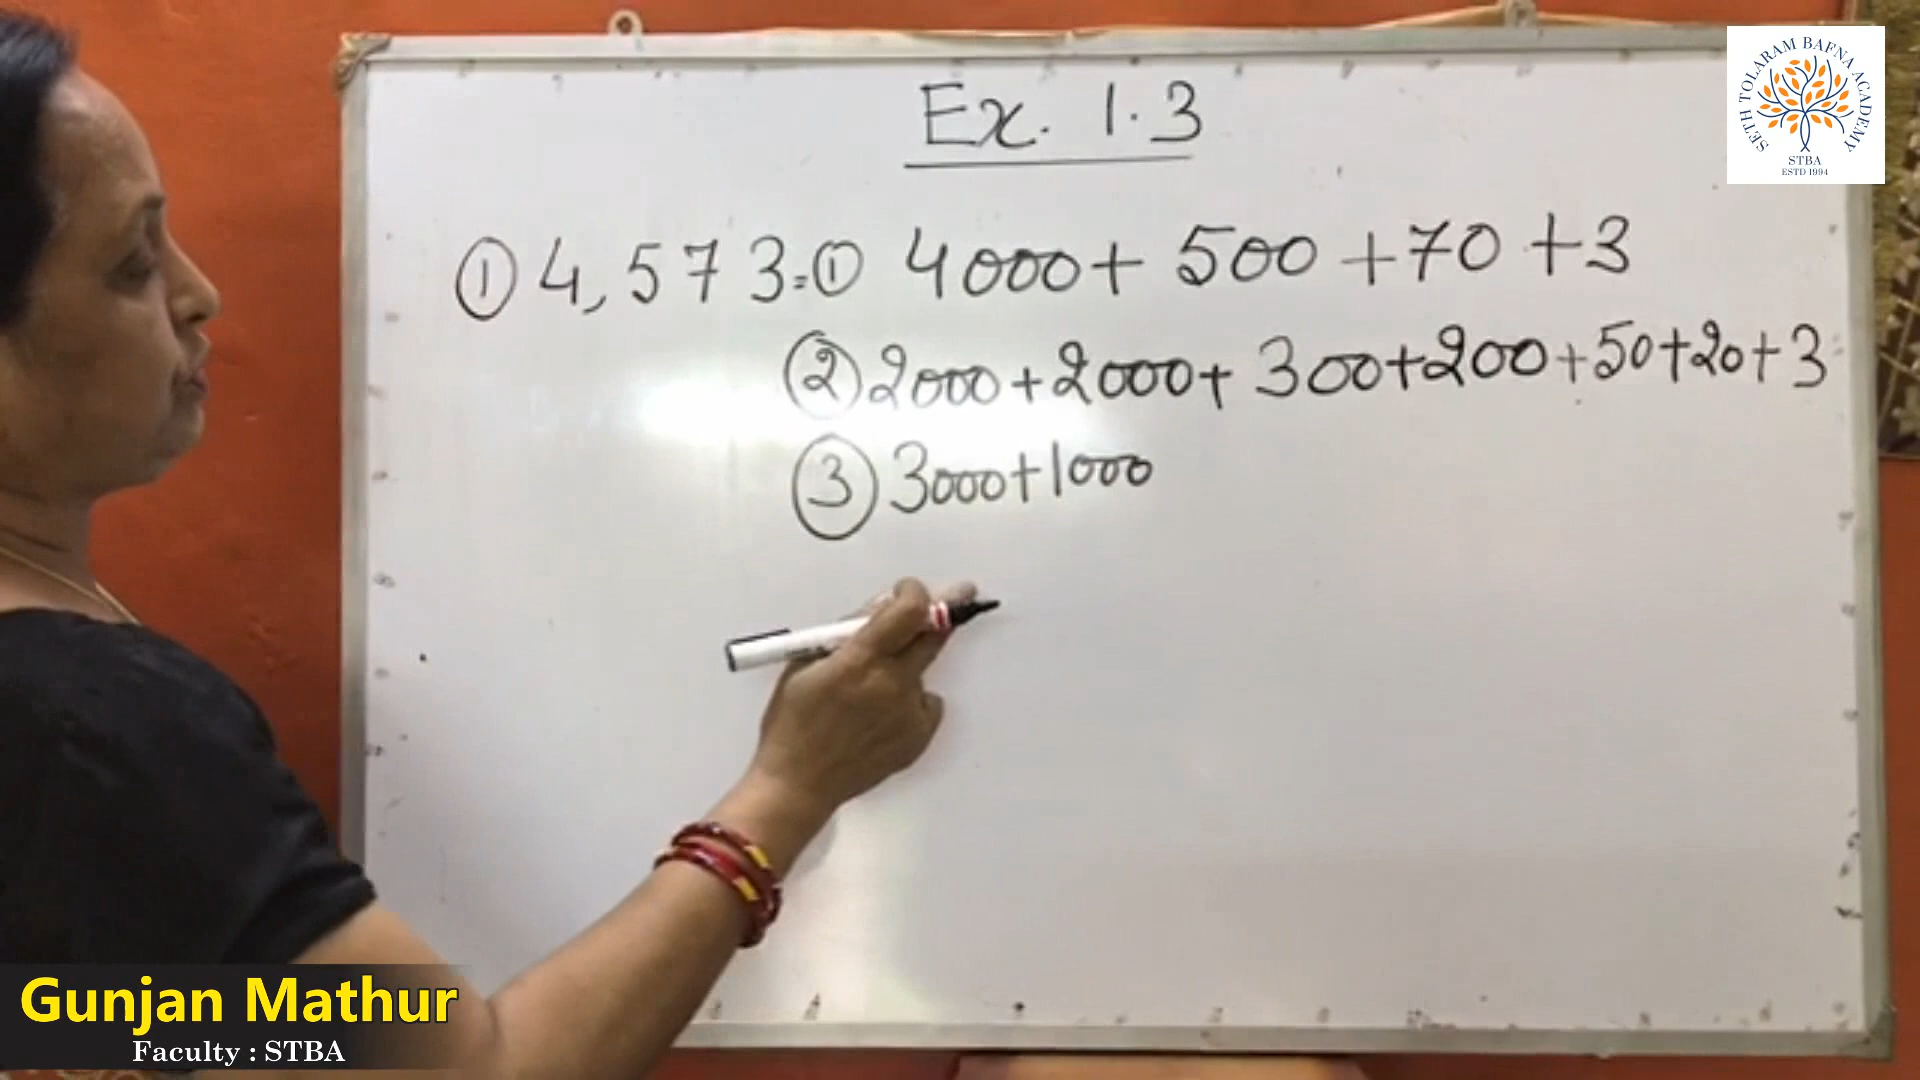 Ex. 1.3
① 4,573=① 4000+ 500 +70 +3
② 2000+2000+ 300+200+50+20+3
③ 3000+1000
SETH TOLARAM BAFNA ACADEMY
STBA
ESTD 1994
Gunjan Mathur
Faculty : STBA